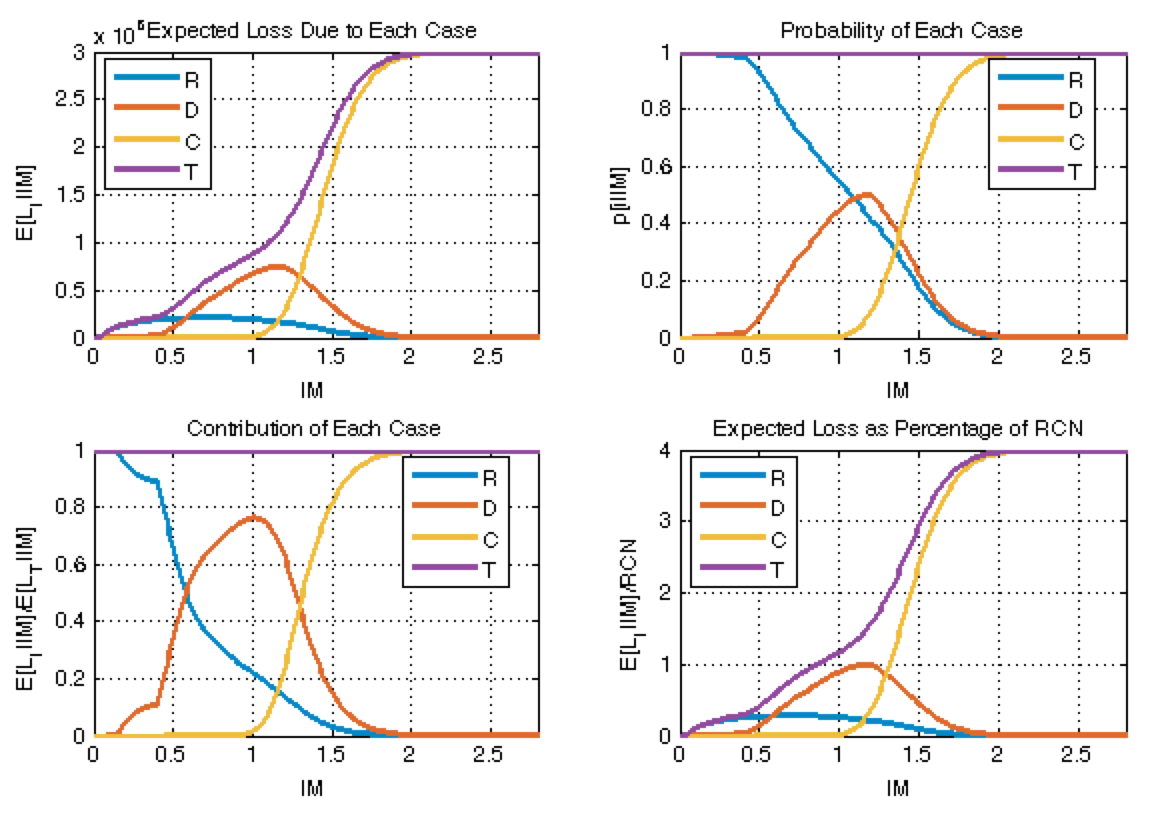 x 10⁶ Expected Loss Due to Each Case
3
2.5
2
1.5
1
0.5
0
E[L_I|IM]
R
D
C
T
0 0.5 1 1.5 2 2.5
IM
Probability of Each Case
1
0.8
0.6
0.4
0.2
0
p[i|IM]
R
D
C
T
0 0.5 1 1.5 2 2.5
IM
Contribution of Each Case
1
0.8
0.6
0.4
0.2
0
E[L_I|IM]/E[L_T|IM]
R
D
C
T
0 0.5 1 1.5 2 2.5
IM
Expected Loss as Percentage of RCN
4
3
2
1
0
E[L_I|IM]/RCN
R
D
C
T
0 0.5 1 1.5 2 2.5
IM